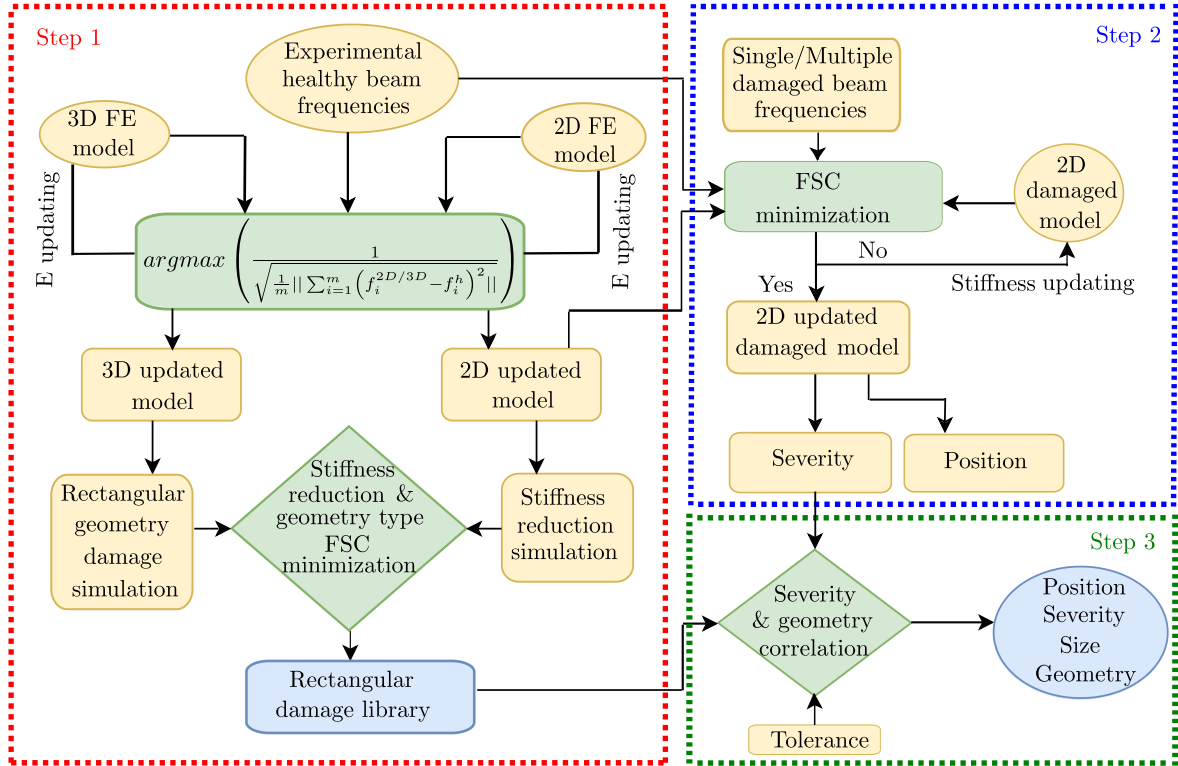 Step 1
Experimental
healthy beam
frequencies
3D FE
model
2D FE
model
E updating
E updating
argmax ( 1 / √( 1/m || ∑_{i=1}^{m} ( f_i^{2D/3D} − f_i^h )^2 || ) )
3D updated
model
2D updated
model
Rectangular
geometry
damage
simulation
Stiffness
reduction &
geometry type
FSC
minimization
Stiffness
reduction
simulation
Rectangular
damage library
Step 2
Single/Multiple
damaged beam
frequencies
FSC
minimization
2D
damaged
model
No
Stiffness updating
Yes
2D updated
damaged model
Severity
Position
Step 3
Severity
& geometry
correlation
Position
Severity
Size
Geometry
Tolerance